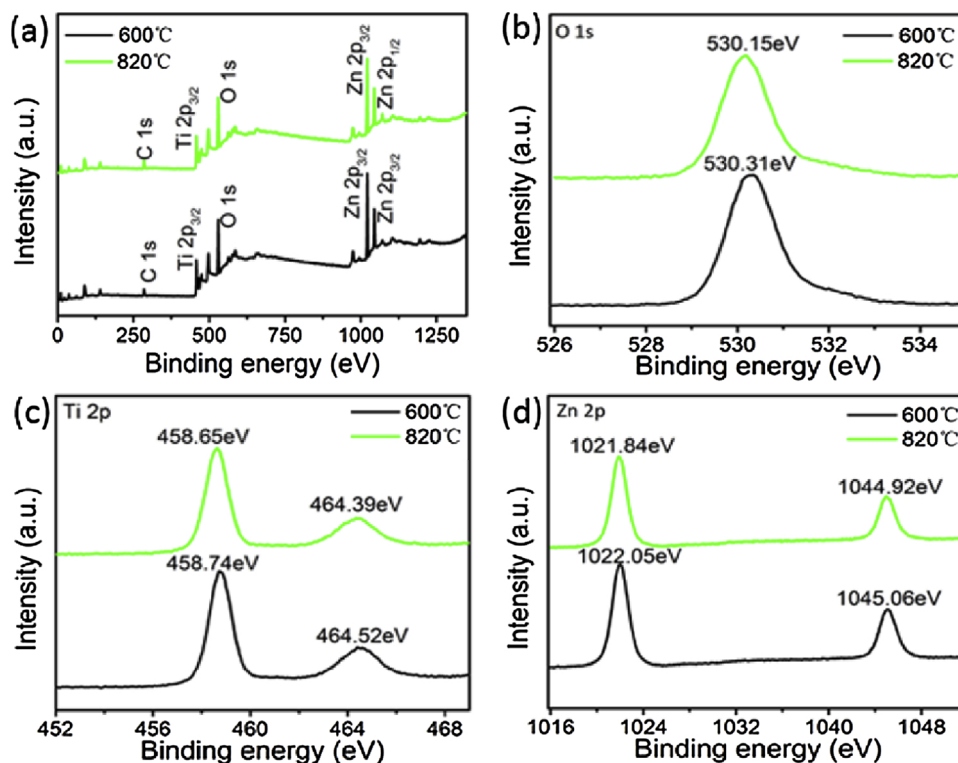 (a)
600℃
820℃
C 1s
Ti 2p3/2
O 1s
Zn 2p3/2
Zn 2p1/2
C 1s
Ti 2p3/2
O 1s
Zn 2p3/2
Zn 2p3/2
Intensity (a.u.)
0 250 500 750 1000 1250
Binding energy (eV)
(b)
O 1s
600℃
820℃
530.15eV
530.31eV
Intensity (a.u.)
526 528 530 532 534
Binding energy (eV)
(c)
Ti 2p
600℃
820℃
458.65eV
464.39eV
458.74eV
464.52eV
Intensity (a.u.)
452 456 460 464 468
Binding energy (eV)
(d)
Zn 2p
600℃
820℃
1021.84eV
1044.92eV
1022.05eV
1045.06eV
Intensity (a.u.)
1016 1024 1032 1040 1048
Binding energy (eV)